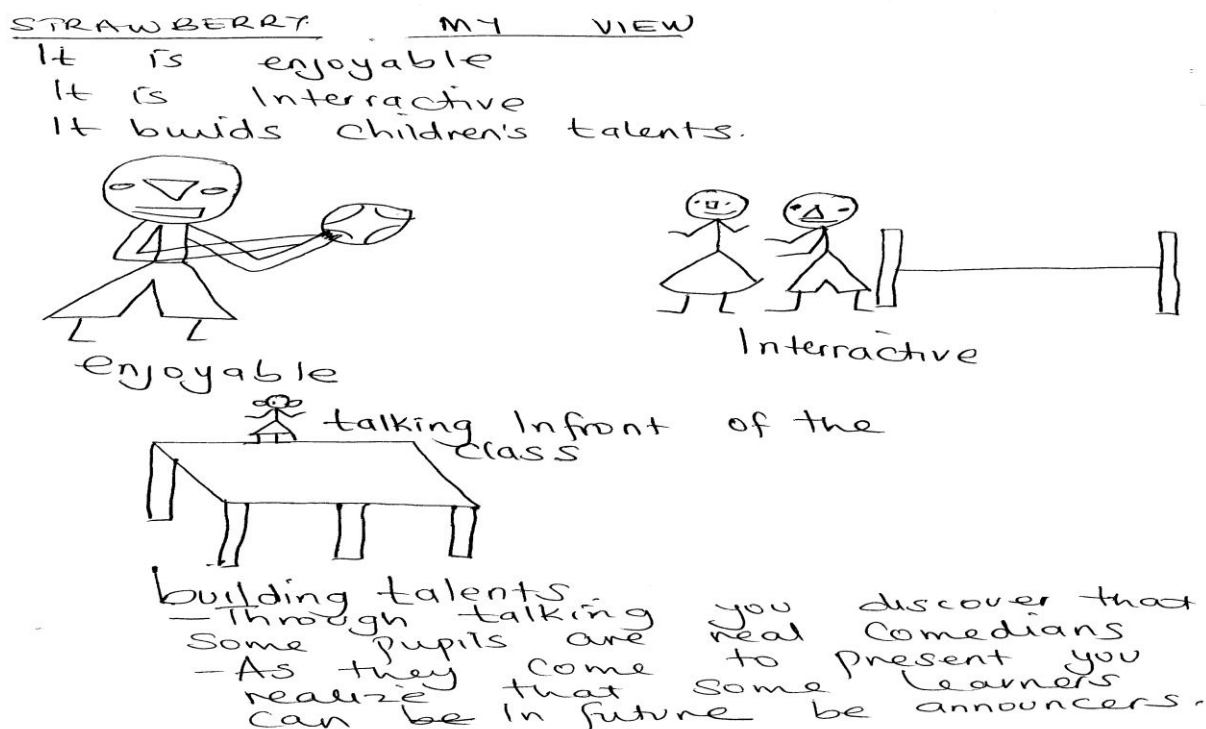 STRAWBERRY. MY VIEW
It is enjoyable
It is Interractive
It buids children's talents.
enjoyable
Interractive
talking Infront of the
class
building talents
- Through talking you discover that
some pupils are real comedians
- As they come to present you
realize that some learners
can be In future be announcers.